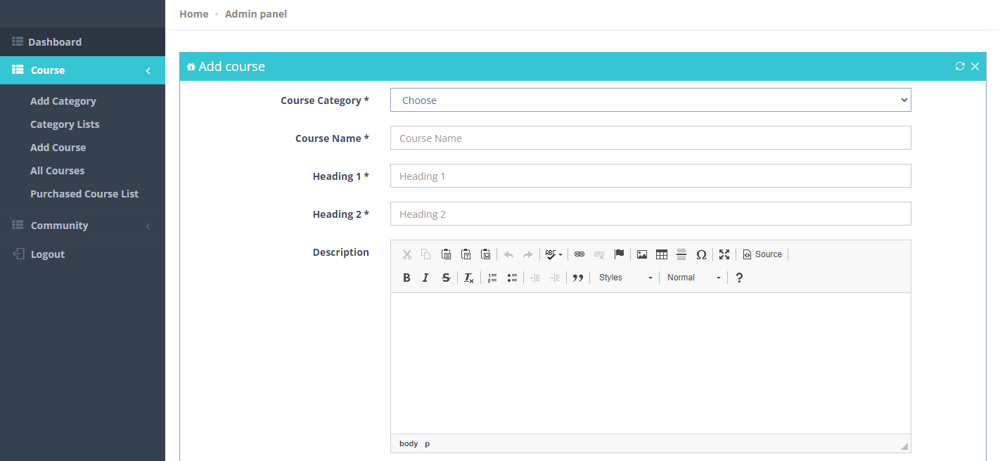 Home • Admin panel
Dashboard
Course
Add Category
Category Lists
Add Course
All Courses
Purchased Course List
Community
Logout
Add course
Course Category *
Choose
Course Name *
Course Name
Heading 1 *
Heading 1
Heading 2 *
Heading 2
Description
ABC
Source
B I S Tx
Styles
Normal
?
body p